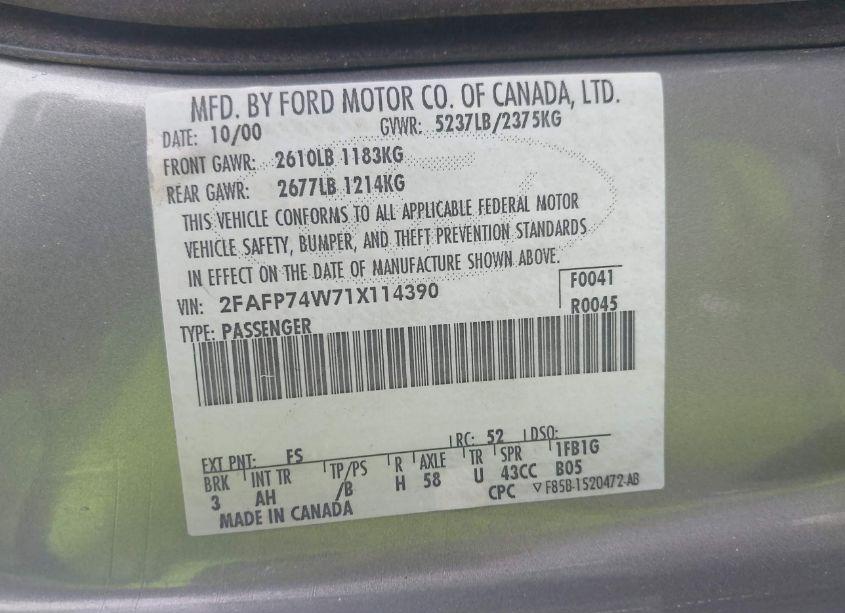 MFD. BY FORD MOTOR CO. OF CANADA, LTD.
DATE: 10/00 GVWR: 5237LB/2375KG
FRONT GAWR: 2610LB 1183KG
REAR GAWR: 2677LB 1214KG
THIS VEHICLE CONFORMS TO ALL APPLICABLE FEDERAL MOTOR
VEHICLE SAFETY, BUMPER, AND THEFT PREVENTION STANDARDS
IN EFFECT ON THE DATE OF MANUFACTURE SHOWN ABOVE.
VIN: 2FAFP74W71X114390 F0041
TYPE: PASSENGER R0045
EXT PNT: FS RC: 52 DSO:
BRK INT TR TP/PS R AXLE TR SPR 1FB1G
3 AH /B H 58 U 43CC B05
MADE IN CANADA CPC ▽ F85B-1520472-AB